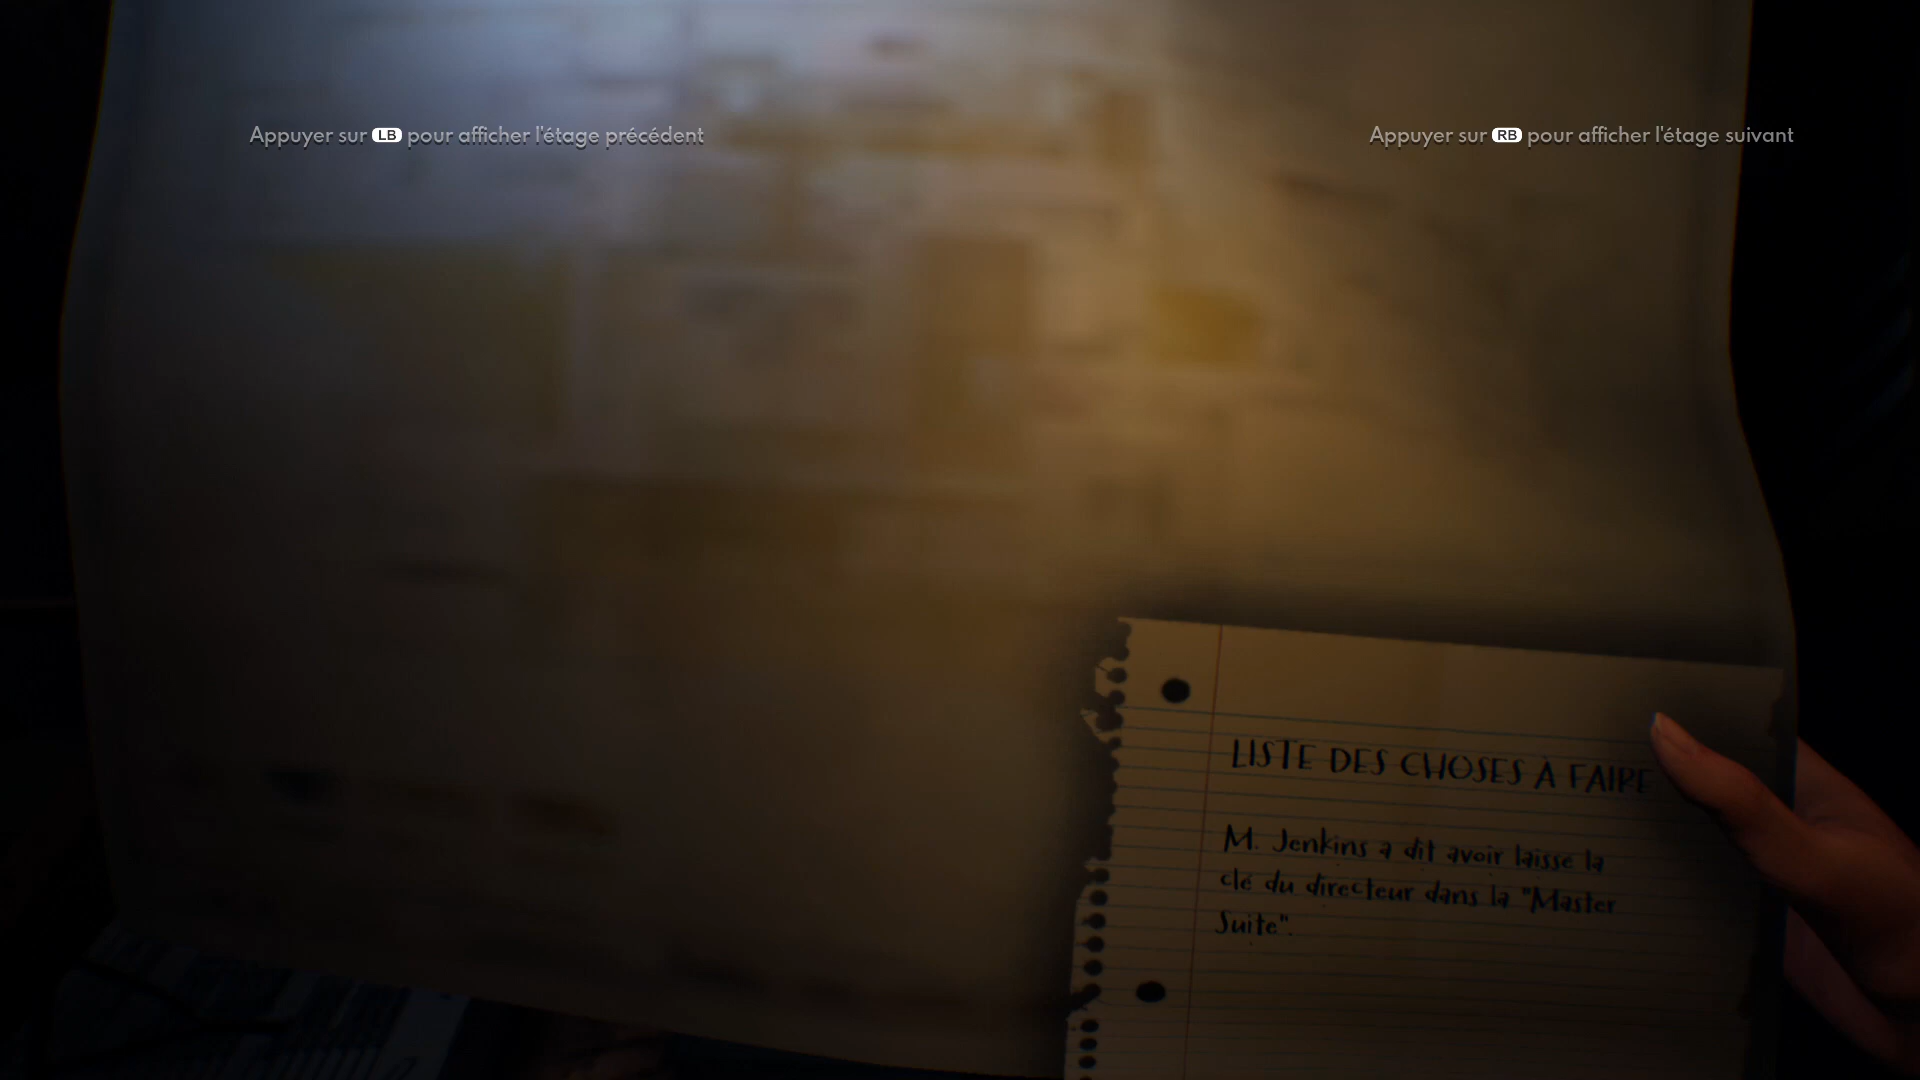 Appuyer sur LB pour afficher l'étage précédent
Appuyer sur RB pour afficher l'étage suivant
LISTE DES CHOSES À FAIRE
M. Jenkins a dit avoir laissé la
clé du directeur dans la "Master
Suite".